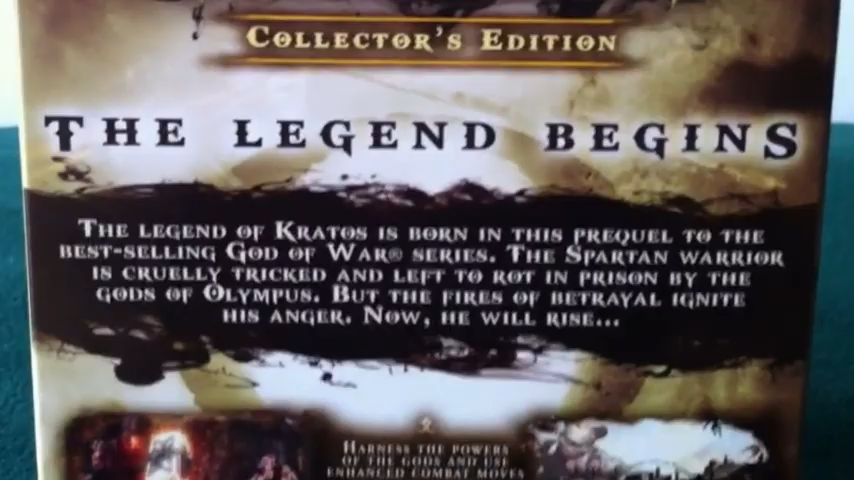 COLLECTOR'S EDITION
THE LEGEND BEGINS
THE LEGEND OF KRATOS IS BORN IN THIS PREQUEL TO THE
BEST-SELLING GOD OF WAR® SERIES. THE SPARTAN WARRIOR
IS CRUELLY TRICKED AND LEFT TO ROT IN PRISON BY THE
GODS OF OLYMPUS. BUT THE FIRES OF BETRAYAL IGNITE
HIS ANGER. NOW, HE WILL RISE...
HARNESS THE POWERS
OF THE GODS AND USE
ENHANCED COMBAT MOVES